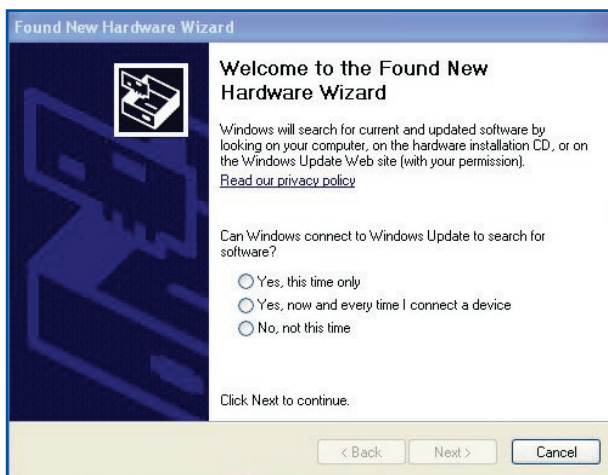 Found New Hardware Wizard
Welcome to the Found New
Hardware Wizard
Windows will search for current and updated software by
looking on your computer, on the hardware installation CD, or on
the Windows Update Web site (with your permission).
Read our privacy policy
Can Windows connect to Windows Update to search for
software?
Yes, this time only
Yes, now and every time I connect a device
No, not this time
Click Next to continue.
< Back Next > Cancel